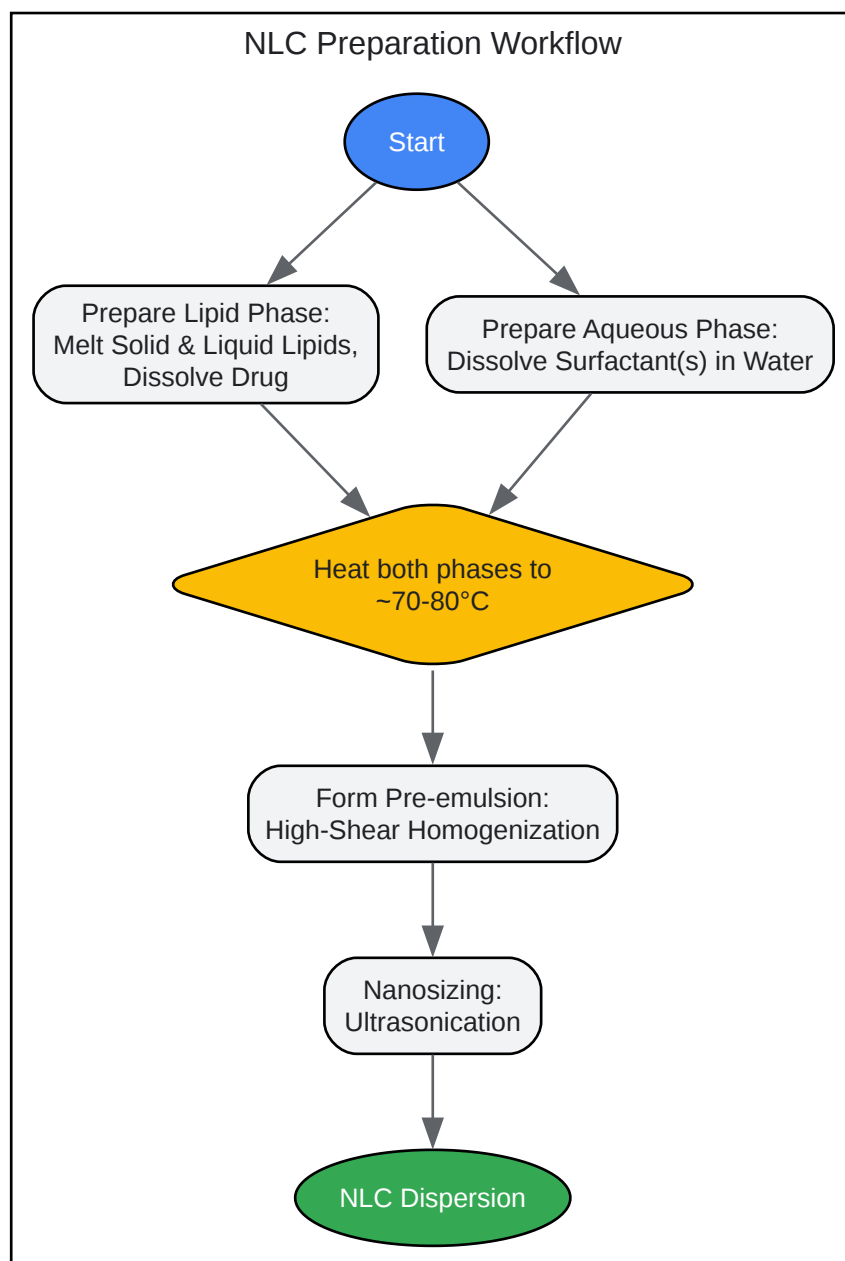 NLC Preparation Workflow
Start
Prepare Lipid Phase:
Melt Solid & Liquid Lipids,
Dissolve Drug
Prepare Aqueous Phase:
Dissolve Surfactant(s) in Water
Heat both phases to
~70-80°C
Form Pre-emulsion:
High-Shear Homogenization
Nanosizing:
Ultrasonication
NLC Dispersion